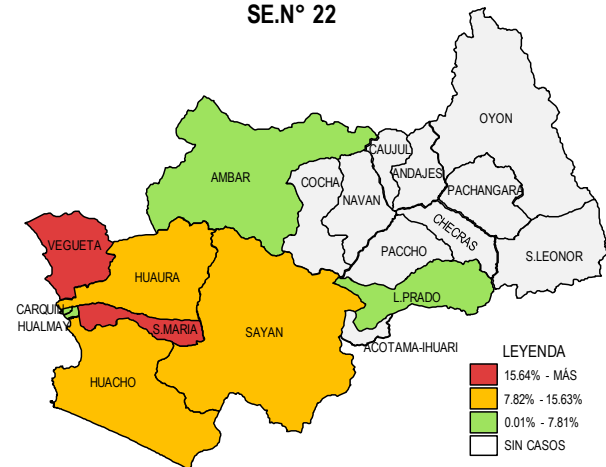 SE.N° 22
OYON
CAUJUL
ANDAJES
AMBAR
COCHA
PACHANGARA
NAVAN
CHECRAS
VEGUETA
PACCHO
S.LEONOR
HUAURA
L.PRADO
CARQUIN
HUALMAY
S.MARIA
SAYAN
ACOTAMA-IHUARI
HUACHO
LEYENDA
15.64% - MÁS
7.82% - 15.63%
0.01% - 7.81%
SIN CASOS